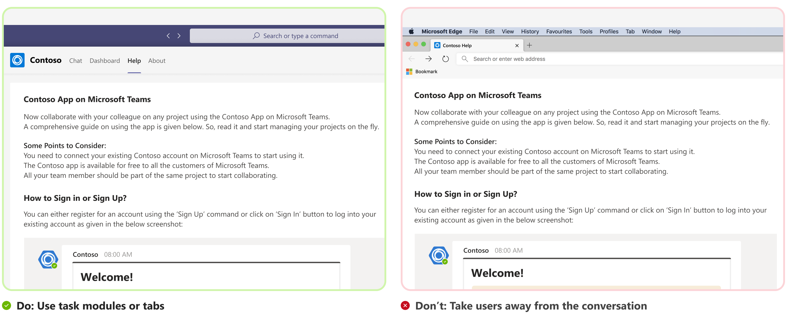 Search or type a command
Contoso Chat Dashboard Help About
Contoso App on Microsoft Teams
Now collaborate with your colleague on any project using the Contoso App on Microsoft Teams.
A comprehensive guide on using the app is given below. So, read it and start managing your projects on the fly.
Some Points to Consider:
You need to connect your existing Contoso account on Microsoft Teams to start using it.
The Contoso app is available for free to all the customers of Microsoft Teams.
All your team member should be part of the same project to start collaborating.
How to Sign in or Sign Up?
You can either register for an account using the ‘Sign Up’ command or click on ‘Sign In’ button to log into your
existing account as given in the below screenshot:
Contoso 08:00 AM
Welcome!
Do: Use task modules or tabs
Microsoft Edge File Edit View History Favourites Tools Profiles Tab Window Help
Contoso Help
Search or enter web address
Bookmark
Contoso App on Microsoft Teams
Now collaborate with your colleague on any project using the Contoso App on Microsoft Teams.
A comprehensive guide on using the app is given below. So, read it and start managing your projects on the fly.
Some Points to Consider:
You need to connect your existing Contoso account on Microsoft Teams to start using it.
The Contoso app is available for free to all the customers of Microsoft Teams.
All your team member should be part of the same project to start collaborating.
How to Sign in or Sign Up?
You can either register for an account using the ‘Sign Up’ command or click on ‘Sign In’ button to log into your
existing account as given in the below screenshot:
Contoso 08:00 AM
Welcome!
Don’t: Take users away from the conversation